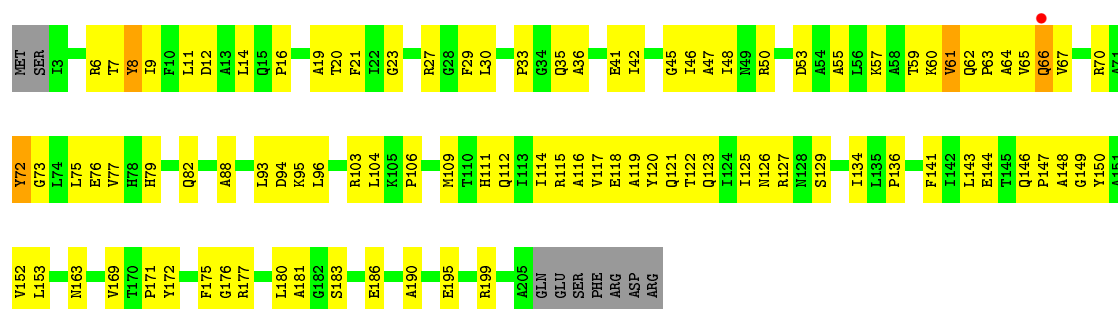 MET SER I3 R6 T7 Y8 I9 F10 L11 D12 A13 L14 Q15 P16 A19 T20 F21 I22 G23 R27 G28 F29 L30 P33 G34 Q35 A36 E41 I42 G45 I46 A47 I48 N49 R50 D53 A54 A55 L56 K57 A58 T59 K60 V61 Q62 P63 A64 V65 Q66 V67 R70 A71
Y72 G73 L74 L75 E76 V77 H78 H79 Q82 A88 L93 D94 K95 L96 R103 L104 K105 P106 M109 T110 H111 Q112 I113 I114 R115 A116 V117 E118 A119 Y120 Q121 T122 Q123 I124 I125 N126 R127 N128 S129 I134 L135 P136 F141 I142 L143 E144 T145 Q146 P147 A148 G149 Y150 A151
V152 L153 N163 V169 T170 P171 Y172 F175 G176 R177 L180 A181 G182 S183 E186 A190 E195 R199 A205 GLN GLU SER PHE ARG ASP ARG